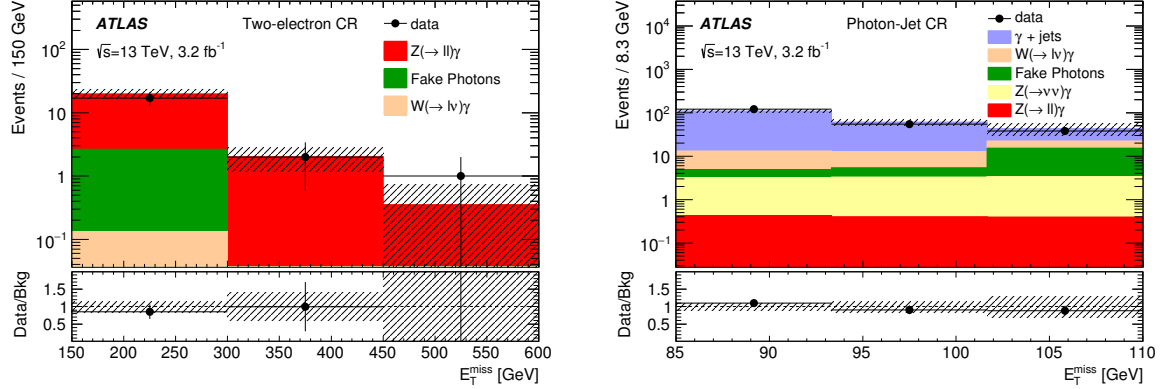 ATLAS Two-electron CR
√s=13 TeV, 3.2 fb⁻¹
data
Z(→ ll)γ
Fake Photons
W(→ lν)γ
Events / 150 GeV
10²
10
1
10⁻¹
Data/Bkg
1.5
1
0.5
150 200 250 300 350 400 450 500 550 600
E_T^miss [GeV]
ATLAS Photon-Jet CR
√s=13 TeV, 3.2 fb⁻¹
data
γ + jets
W(→ lν)γ
Fake Photons
Z(→νν)γ
Z(→ ll)γ
Events / 8.3 GeV
10⁴
10³
10²
10
1
10⁻¹
Data/Bkg
1.5
1
0.5
85 90 95 100 105 110
E_T^miss [GeV]